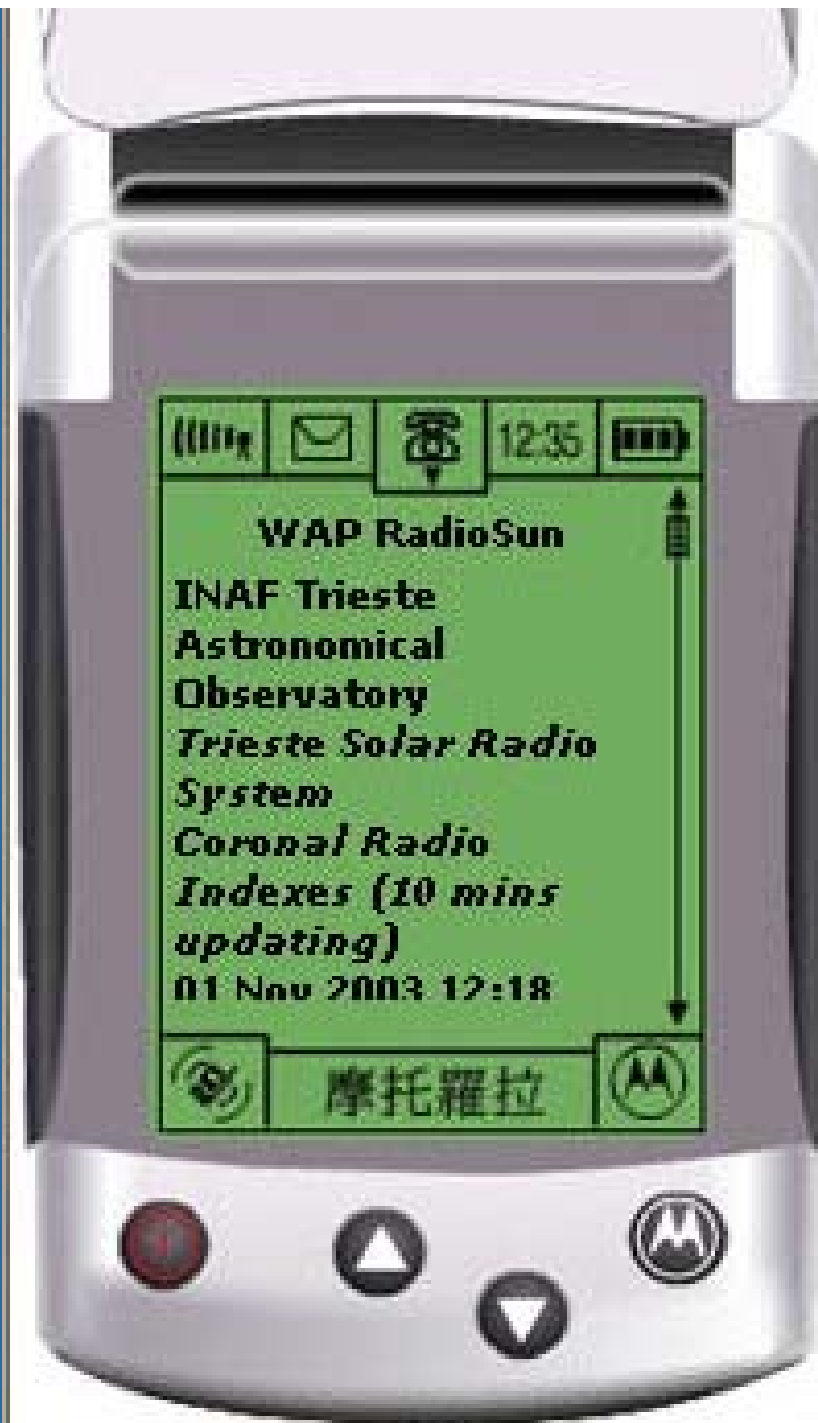 12:35
WAP RadioSun
INAF Trieste
Astronomical
Observatory
Trieste Solar Radio
System
Coronal Radio
Indexes (10 mins
updating)
01 Nov 2003 12:18
摩托羅拉